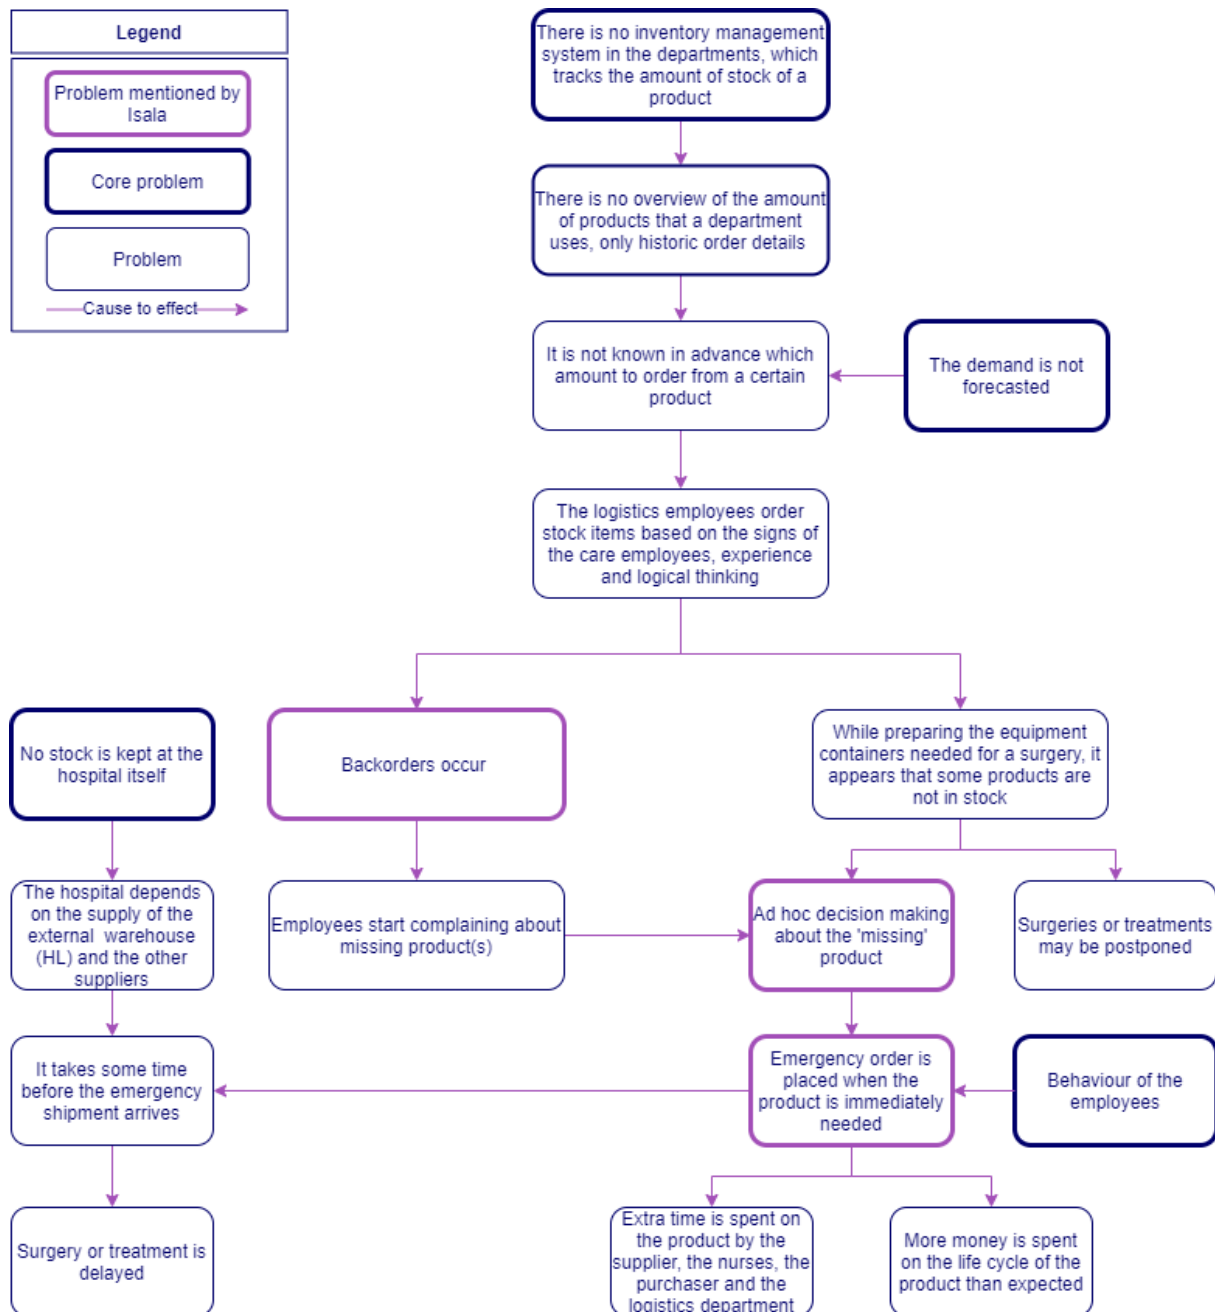 Legend
Problem mentioned by
Isala
Core problem
Problem
Cause to effect
There is no inventory management
system in the departments, which
tracks the amount of stock of a
product
There is no overview of the amount
of products that a department
uses, only historic order details
It is not known in advance which
amount to order from a certain
product
The demand is not
forecasted
The logistics employees order
stock items based on the signs of
the care employees, experience
and logical thinking
No stock is kept at the
hospital itself
Backorders occur
While preparing the equipment
containers needed for a surgery, it
appears that some products are
not in stock
The hospital depends
on the supply of the
external warehouse
(HL) and the other
suppliers
Employees start complaining about
missing product(s)
Ad hoc decision making
about the 'missing'
product
Surgeries or treatments
may be postponed
It takes some time
before the emergency
shipment arrives
Emergency order is
placed when the
product is immediately
needed
Behaviour of the
employees
Surgery or treatment is
delayed
Extra time is spent on
the product by the
supplier, the nurses, the
purchaser and the
logistics department
More money is spent
on the life cycle of the
product than expected